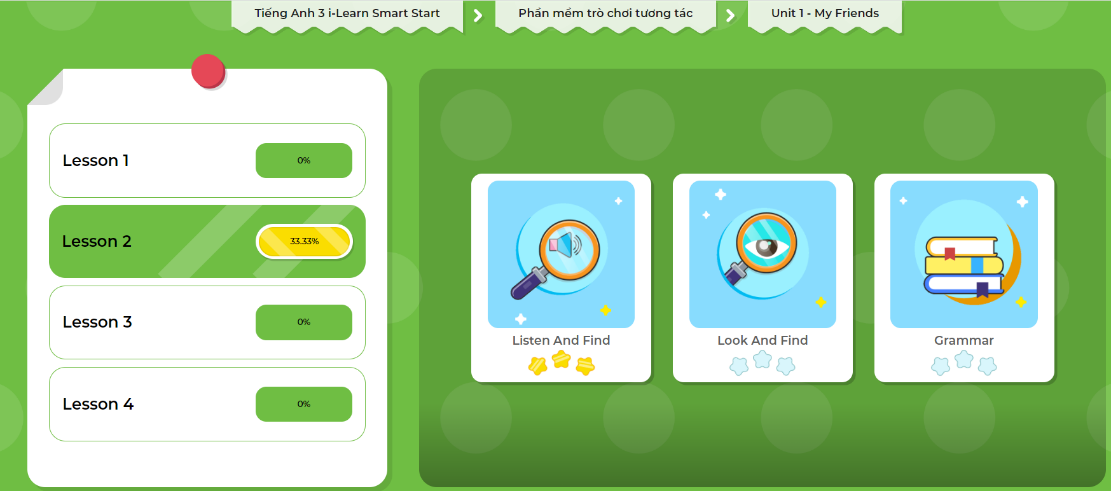 Tiếng Anh 3 i-Learn Smart Start
Phần mềm trò chơi tương tác
Unit 1 - My Friends
Lesson 1
0%
Lesson 2
33.33%
Lesson 3
0%
Lesson 4
0%
Listen And Find
Look And Find
Grammar